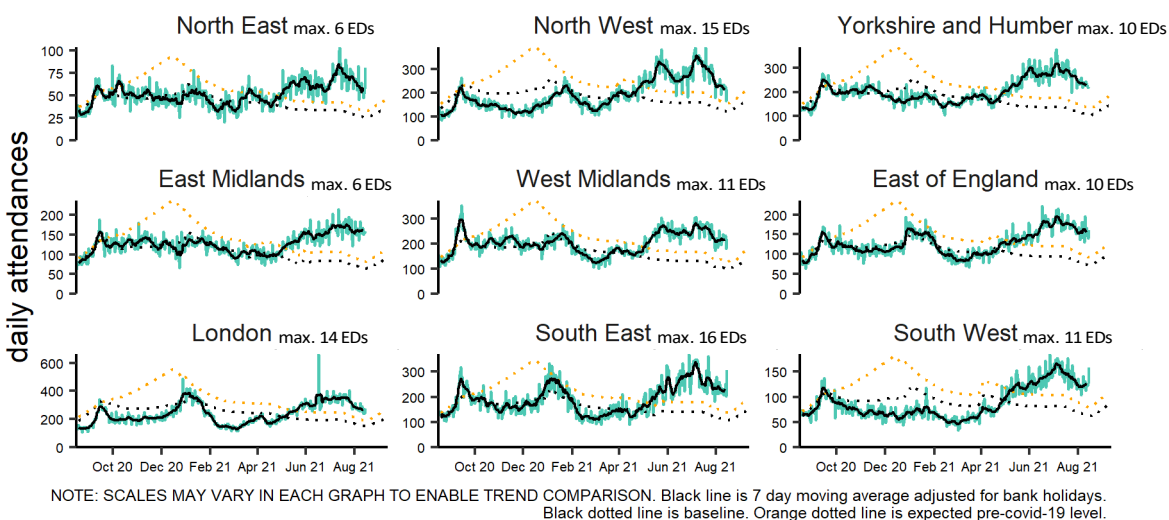 North East max. 6 EDs
North West max. 15 EDs
Yorkshire and Humber max. 10 EDs
100
75
50
25
0
300
200
100
0
300
200
100
0
daily attendances
East Midlands max. 6 EDs
West Midlands max. 11 EDs
East of England max. 10 EDs
200
150
100
50
0
300
200
100
0
200
150
100
50
0
London max. 14 EDs
South East max. 16 EDs
South West max. 11 EDs
600
400
200
0
300
200
100
0
150
100
50
0
Oct 20 Dec 20 Feb 21 Apr 21 Jun 21 Aug 21
Oct 20 Dec 20 Feb 21 Apr 21 Jun 21 Aug 21
Oct 20 Dec 20 Feb 21 Apr 21 Jun 21 Aug 21
NOTE: SCALES MAY VARY IN EACH GRAPH TO ENABLE TREND COMPARISON. Black line is 7 day moving average adjusted for bank holidays.
Black dotted line is baseline. Orange dotted line is expected pre-covid-19 level.